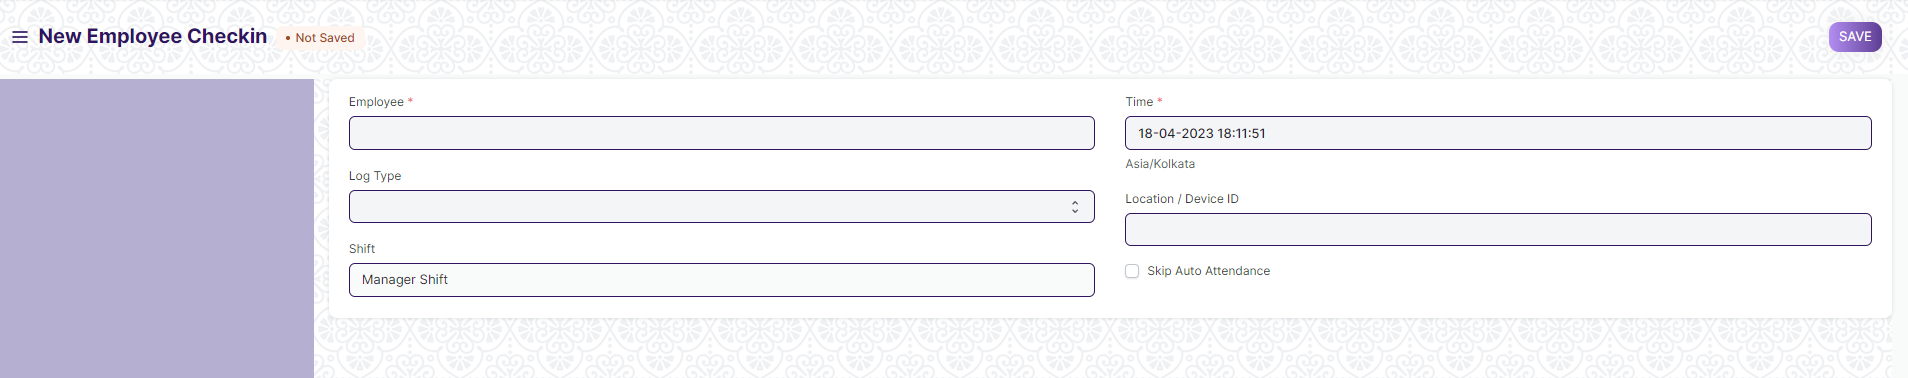 New Employee Checkin • Not Saved SAVE
Employee *
Log Type
Shift
Manager Shift
Time *
18-04-2023 18:11:51
Asia/Kolkata
Location / Device ID
Skip Auto Attendance